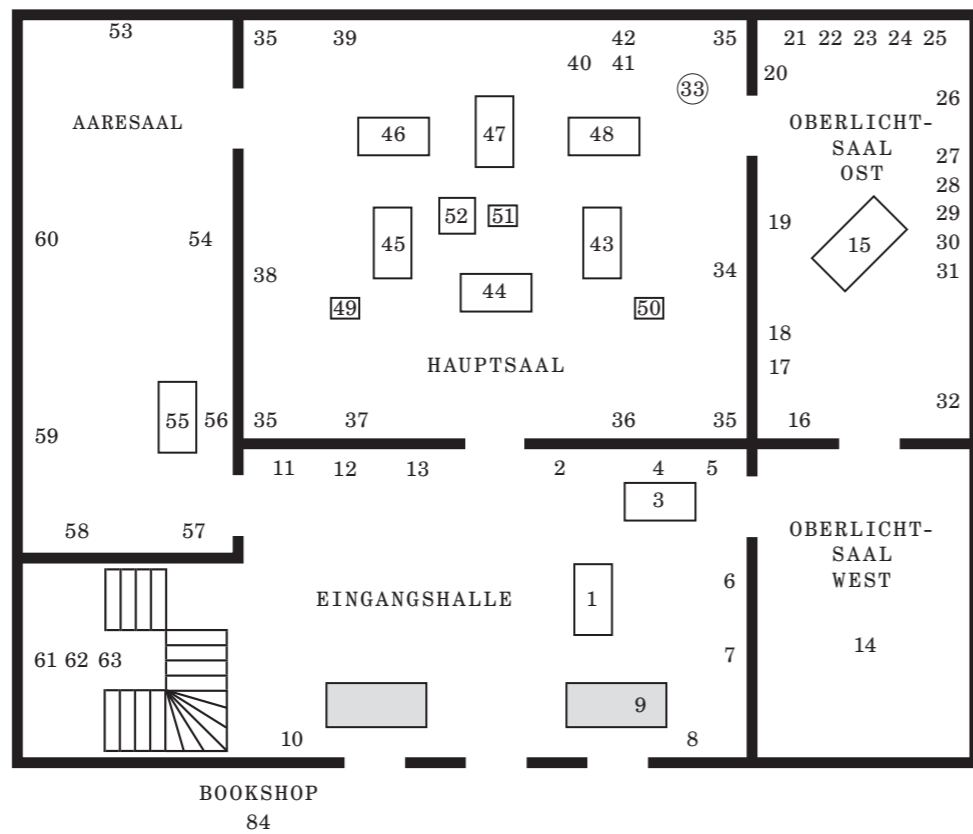 53
35 39 42 35
40 41
33
21 22 23 24 25
20
26
AARESAAL
46 47 48
OBERLICHT-
SAAL
OST
27
28
29
30
31
60 54
52 51
45 43
19
15
38
44
34
49 50
18
17
HAUPTSAAL
32
59
55 56
35 37 36 35
16
11 12 13 2 4 5
3
58 57
OBERLICHT-
SAAL
WEST
EINGANGSHALLE
1
6
14
7
61 62 63
9
10 8
BOOKSHOP
84